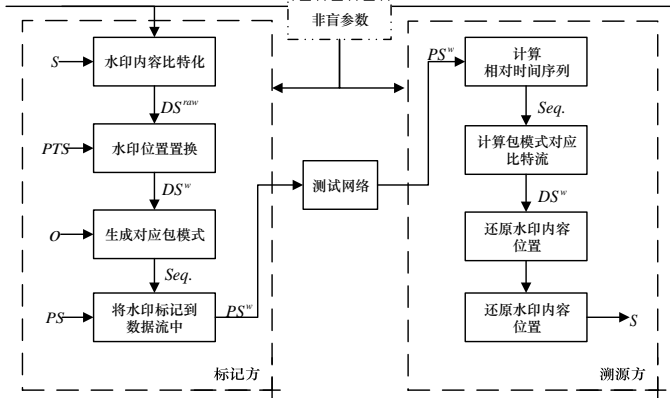 非盲参数
S
水印内容比特化
DS^raw
PTS
水印位置置换
DS^w
O
生成对应包模式
Seq.
PS
将水印标记到
数据流中
PS^w
标记方
测试网络
PS^w
计算
相对时间序列
Seq.
计算包模式对应
比特流
DS^w
还原水印内容
位置
还原水印内容
位置
S
溯源方